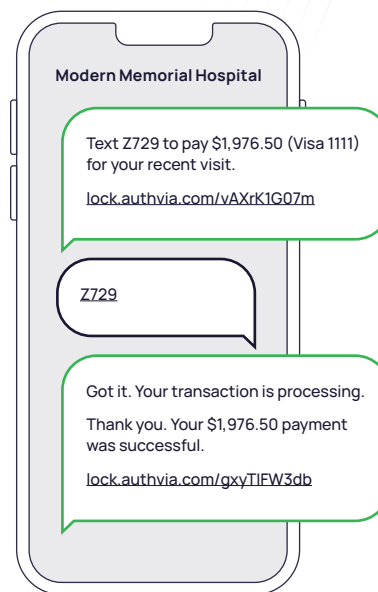 Modern Memorial Hospital
Text Z729 to pay $1,976.50 (Visa 1111)
for your recent visit.
lock.authvia.com/vAXrK1G07m
Z729
Got it. Your transaction is processing.
Thank you. Your $1,976.50 payment
was successful.
lock.authvia.com/gxyTlFW3db